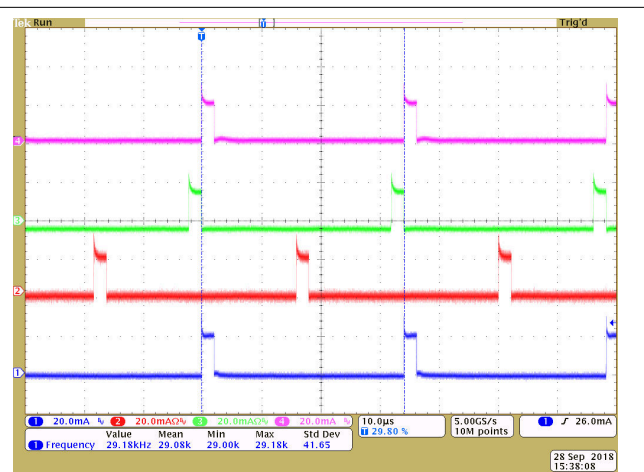 Tek Run Trig'd
T
T
4
3
2
1
1 20.0mA 2 20.0mAΩ 3 20.0mAΩ 4 20.0mA
10.0µs
T 29.80 %
5.00GS/s
10M points
1 26.0mA
Value Mean Min Max Std Dev
1 Frequency 29.18kHz 29.08k 29.00k 29.18k 41.65
28 Sep 2018
15:38:08